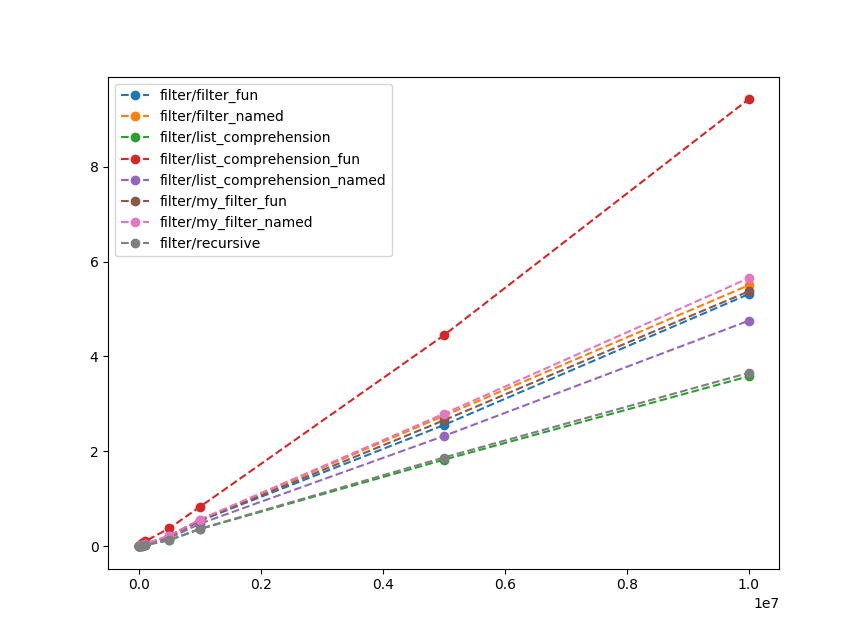 filter/filter_fun
filter/filter_named
filter/list_comprehension
filter/list_comprehension_fun
filter/list_comprehension_named
filter/my_filter_fun
filter/my_filter_named
filter/recursive
8
6
4
2
0
0.0 0.2 0.4 0.6 0.8 1.0
1e7